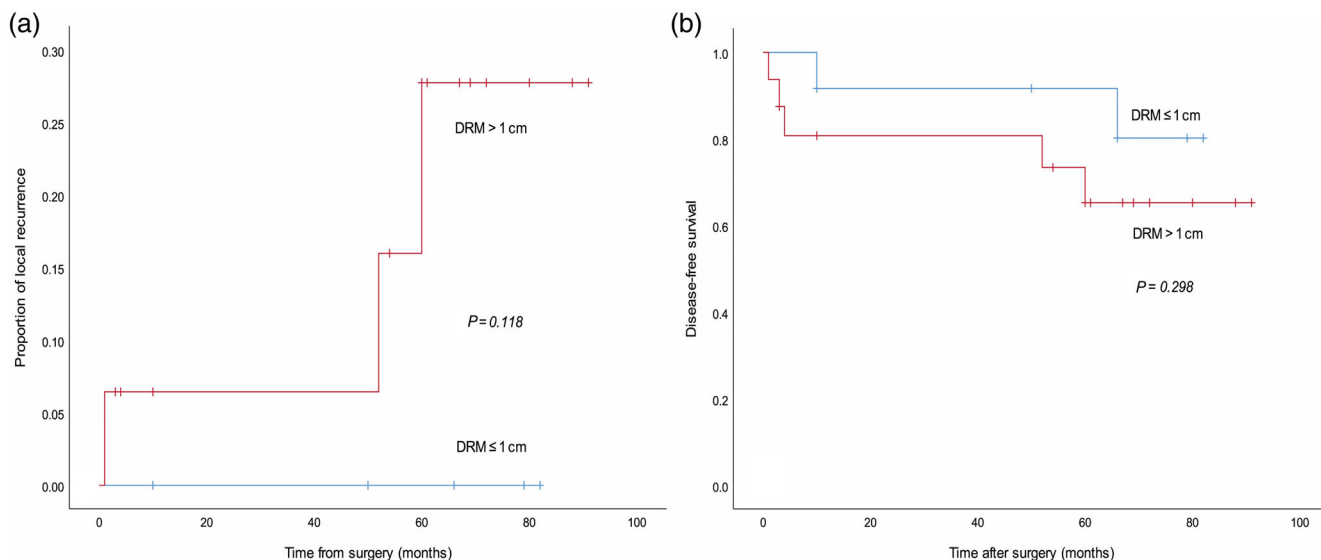 (a)
Proportion of local recurrence
0.30
0.25
0.20
0.15
0.10
0.05
0.00
DRM > 1 cm
P = 0.118
DRM ≤ 1 cm
0 20 40 60 80 100
Time from surgery (months)
(b)
Disease-free survival
1.0
0.8
0.6
0.4
0.2
0.0
DRM ≤ 1 cm
DRM > 1 cm
P = 0.298
0 20 40 60 80 100
Time after surgery (months)